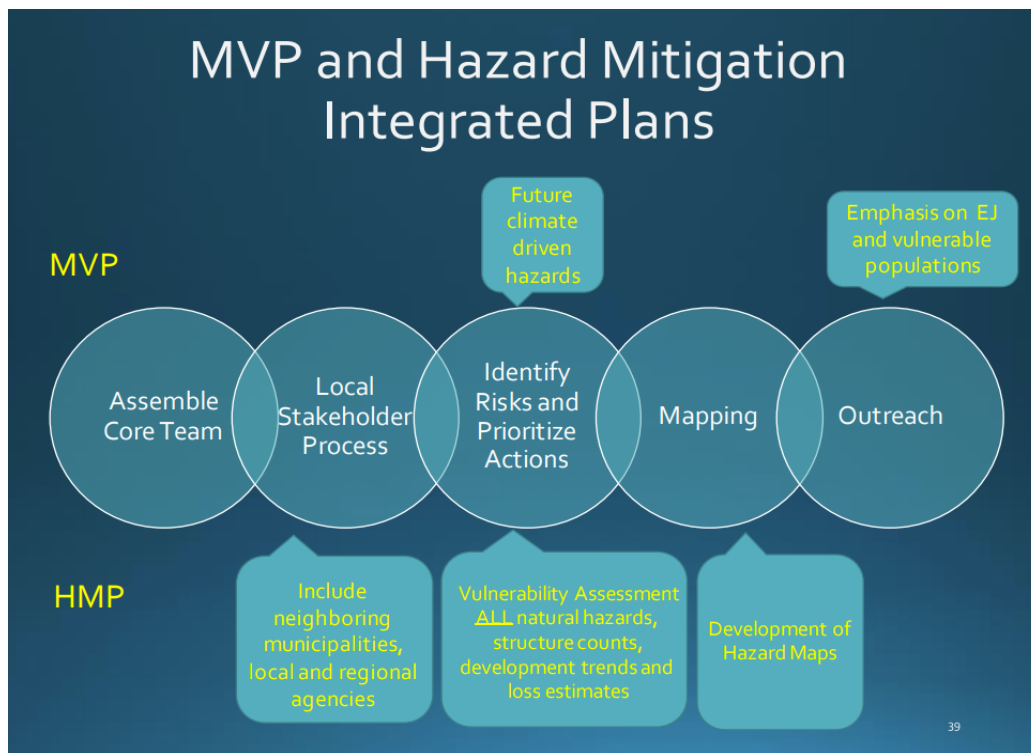 MVP and Hazard Mitigation
Integrated Plans
Future
climate
driven
hazards
Emphasis on EJ
and vulnerable
populations
MVP
Assemble
Core Team
Local
Stakeholder
Process
Identify
Risks and
Prioritize
Actions
Mapping
Outreach
HMP
Include
neighboring
municipalities,
local and regional
agencies
Vulnerability Assessment
ALL natural hazards,
structure counts,
development trends and
loss estimates
Development of
Hazard Maps
39